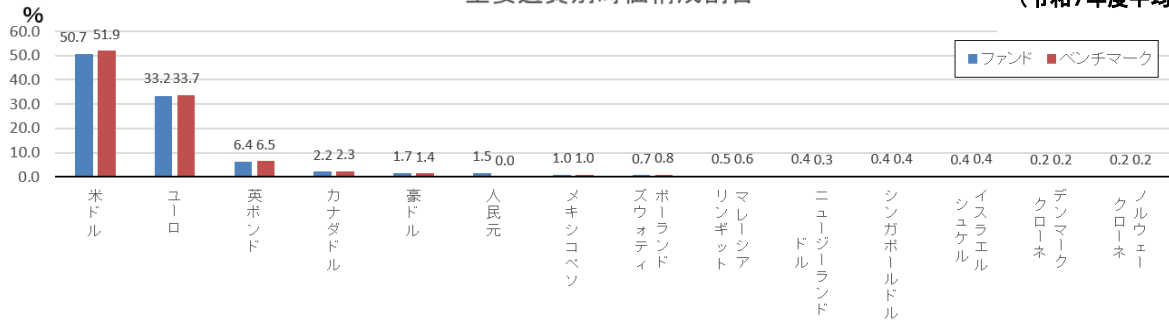 (令和7年度平均
%
ファンド ベンチマーク
60.0
50.0
40.0
30.0
20.0
10.0
0.0
50.7 51.9
33.2 33.7
6.4 6.5
2.2 2.3
1.7 1.4
1.5 0.0
1.0 1.0
0.7 0.8
0.5 0.6
0.4 0.3
0.4 0.4
0.4 0.4
0.2 0.2
0.2 0.2
米ドル
ユーロ
英ポンド
カナダドル
豪ドル
人民元
メキシコペソ
ポーランド
ズウォティ
マレーシア
リンギット
ニュージーランド
ドル
シンガポールドル
イスラエル
シュケル
デンマーク
クローネ
ノルウェー
クローネ